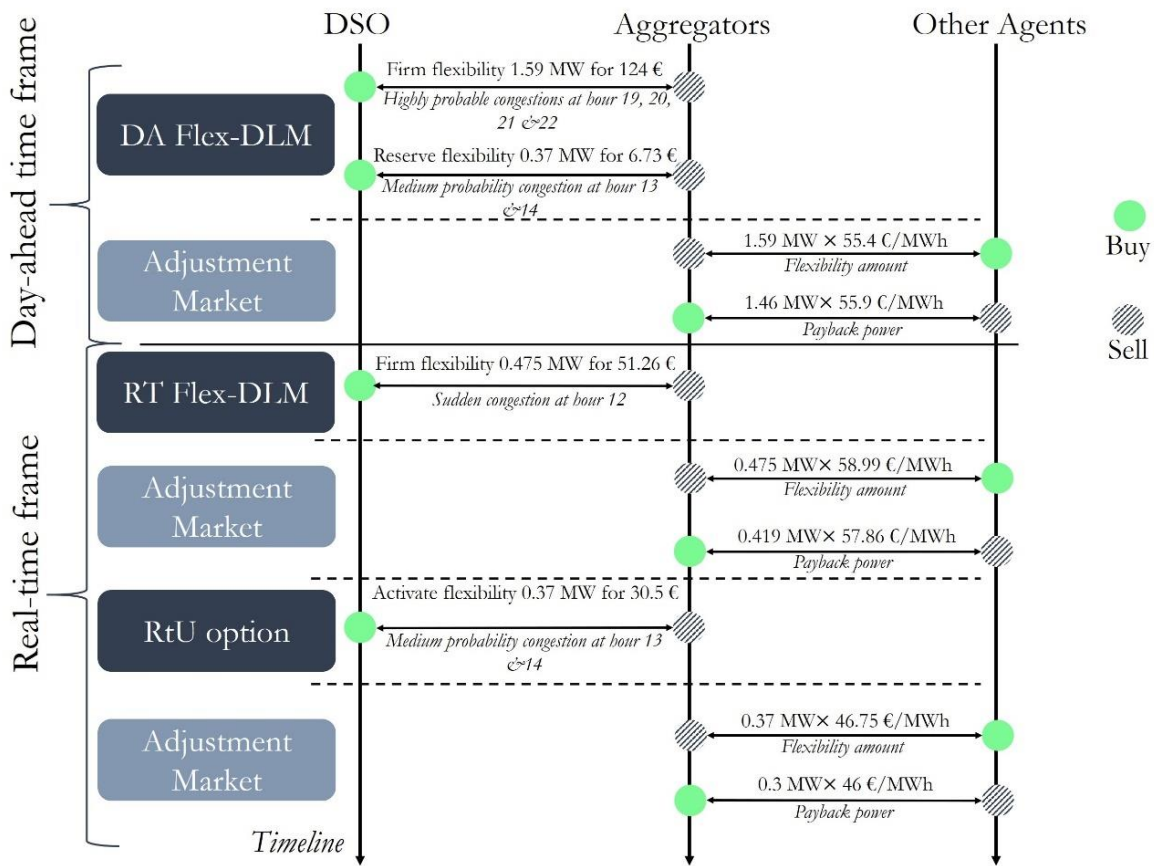 DSO
Aggregators
Other Agents
Day-ahead time frame
DA Flex-DLM
Firm flexibility 1.59 MW for 124 €
Highly probable congestions at hour 19, 20,
21 &22
Reserve flexibility 0.37 MW for 6.73 €
Medium probability congestion at hour 13
&14
Adjustment
Market
1.59 MW × 55.4 €/MWh
Flexibility amount
1.46 MW× 55.9 €/MWh
Payback power
Buy
Sell
Real-time frame
RT Flex-DLM
Firm flexibility 0.475 MW for 51.26 €
Sudden congestion at hour 12
Adjustment
Market
0.475 MW× 58.99 €/MWh
Flexibility amount
0.419 MW× 57.86 €/MWh
Payback power
RtU option
Activate flexibility 0.37 MW for 30.5 €
Medium probability congestion at hour 13
&14
Adjustment
Market
0.37 MW× 46.75 €/MWh
Flexibility amount
0.3 MW× 46 €/MWh
Payback power
Timeline